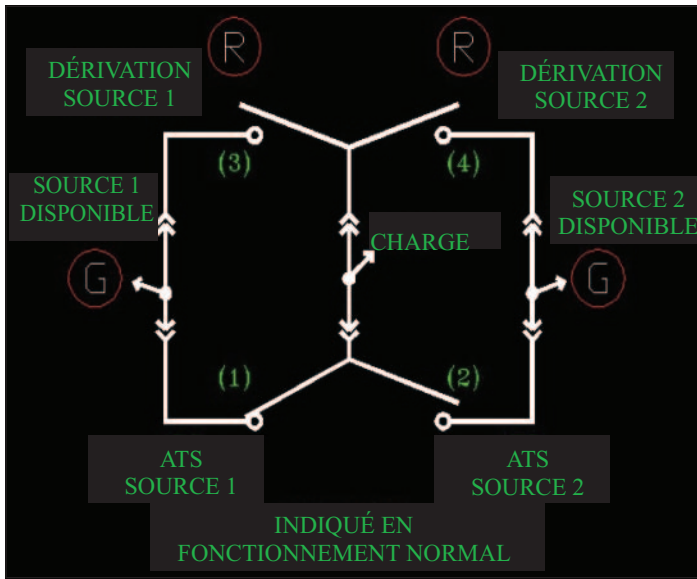 R
R
DÉRIVATION
SOURCE 1
DÉRIVATION
SOURCE 2
(3)
(4)
SOURCE 1
DISPONIBLE
SOURCE 2
DISPONIBLE
CHARGE
G
G
(1)
(2)
ATS
SOURCE 1
ATS
SOURCE 2
INDIQUÉ EN
FONCTIONNEMENT NORMAL